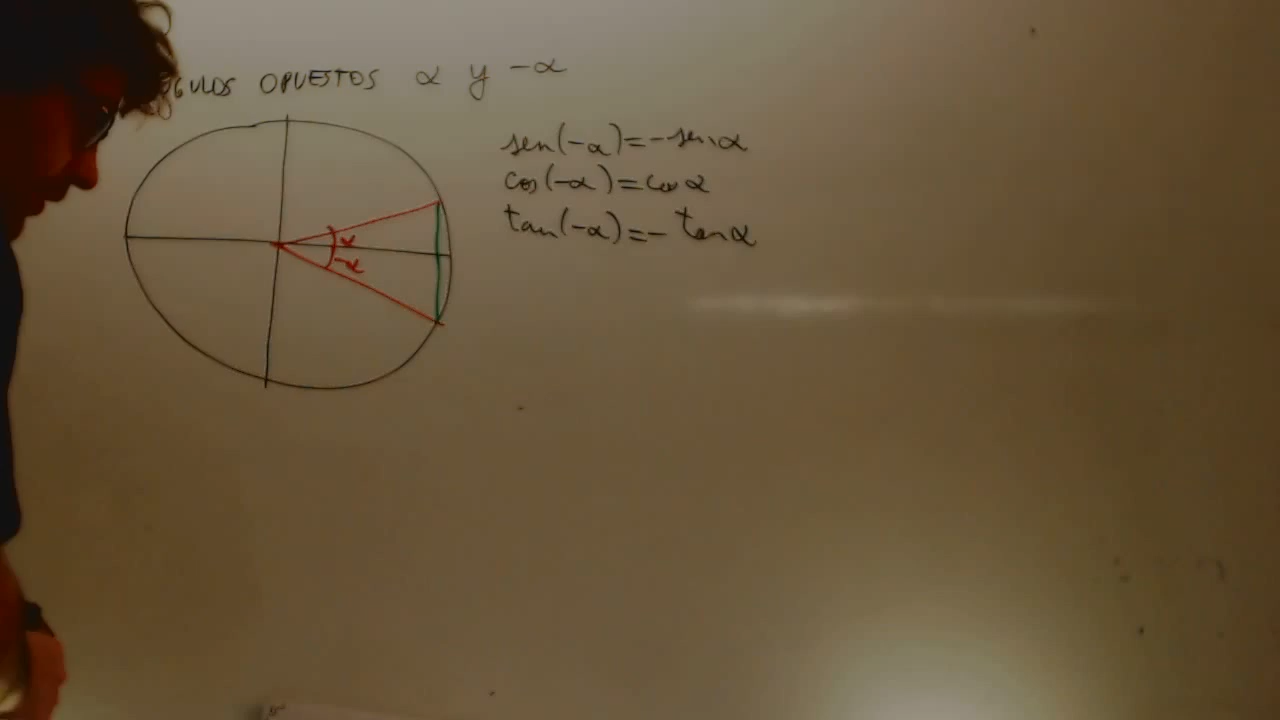 OPUESTOS α y -α
sen(-α)=-sen α
cos(-α)=cos α
tan(-α)=- tan α
α
-α